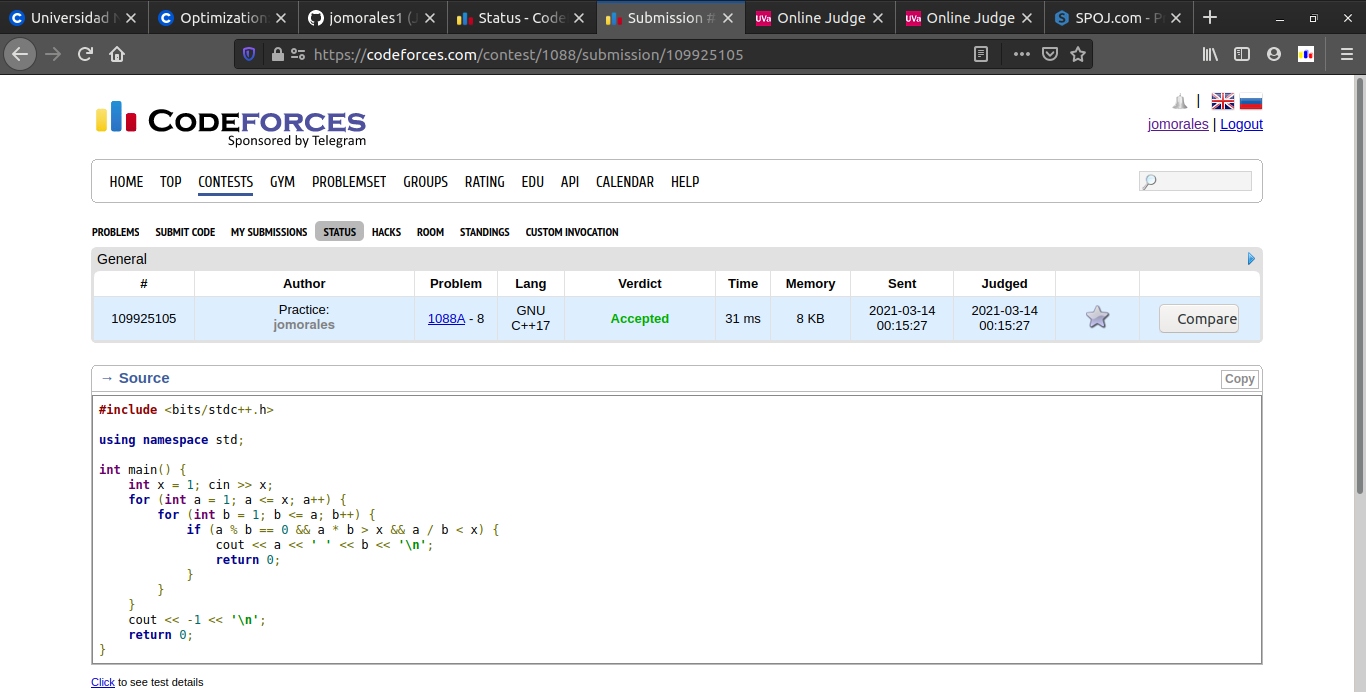 Universidad N
Optimization
jomorales1 (J
Status - Code
Submission #
UVa Online Judge
UVa Online Judge
SPOJ.com - P
https://codeforces.com/contest/1088/submission/109925105
CODEFORCES
Sponsored by Telegram
|
jomorales | Logout
HOME TOP CONTESTS GYM PROBLEMSET GROUPS RATING EDU API CALENDAR HELP
PROBLEMS SUBMIT CODE MY SUBMISSIONS STATUS HACKS ROOM STANDINGS CUSTOM INVOCATION
General
# Author Problem Lang Verdict Time Memory Sent Judged
109925105 Practice: jomorales 1088A - 8 GNU C++17 Accepted 31 ms 8 KB 2021-03-14 00:15:27 2021-03-14 00:15:27 Compare
→ Source
Copy
#include <bits/stdc++.h>
using namespace std;
int main() {
    int x = 1; cin >> x;
    for (int a = 1; a <= x; a++) {
        for (int b = 1; b <= a; b++) {
            if (a % b == 0 && a * b > x && a / b < x) {
                cout << a << ' ' << b << '\n';
                return 0;
            }
        }
    }
    cout << -1 << '\n';
    return 0;
}
Click to see test details